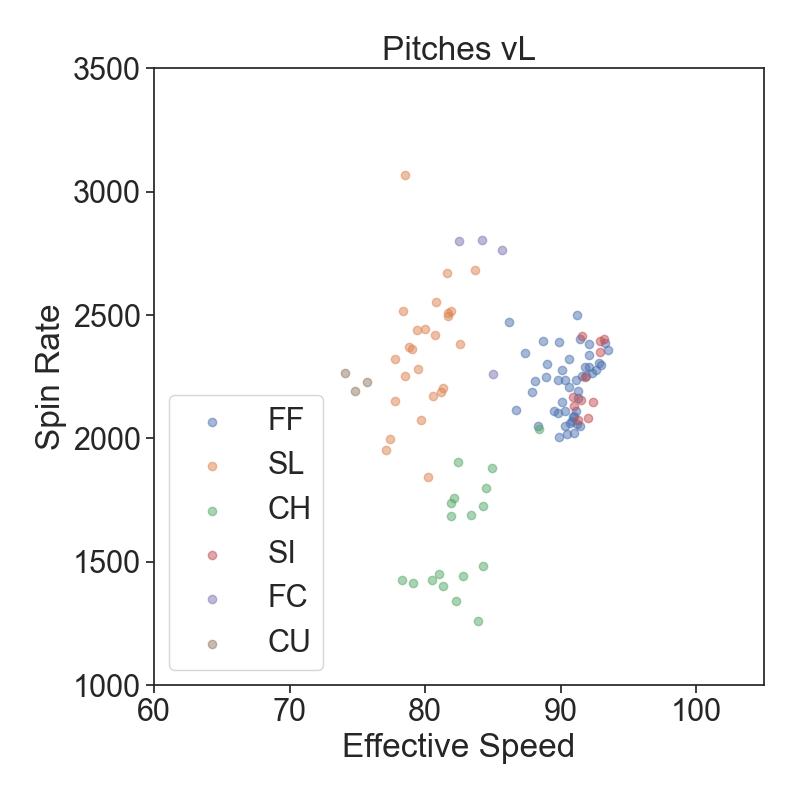 Pitches vL
3500
3000
2500
2000
1500
1000
Spin Rate
FF
SL
CH
SI
FC
CU
60 70 80 90 100
Effective Speed